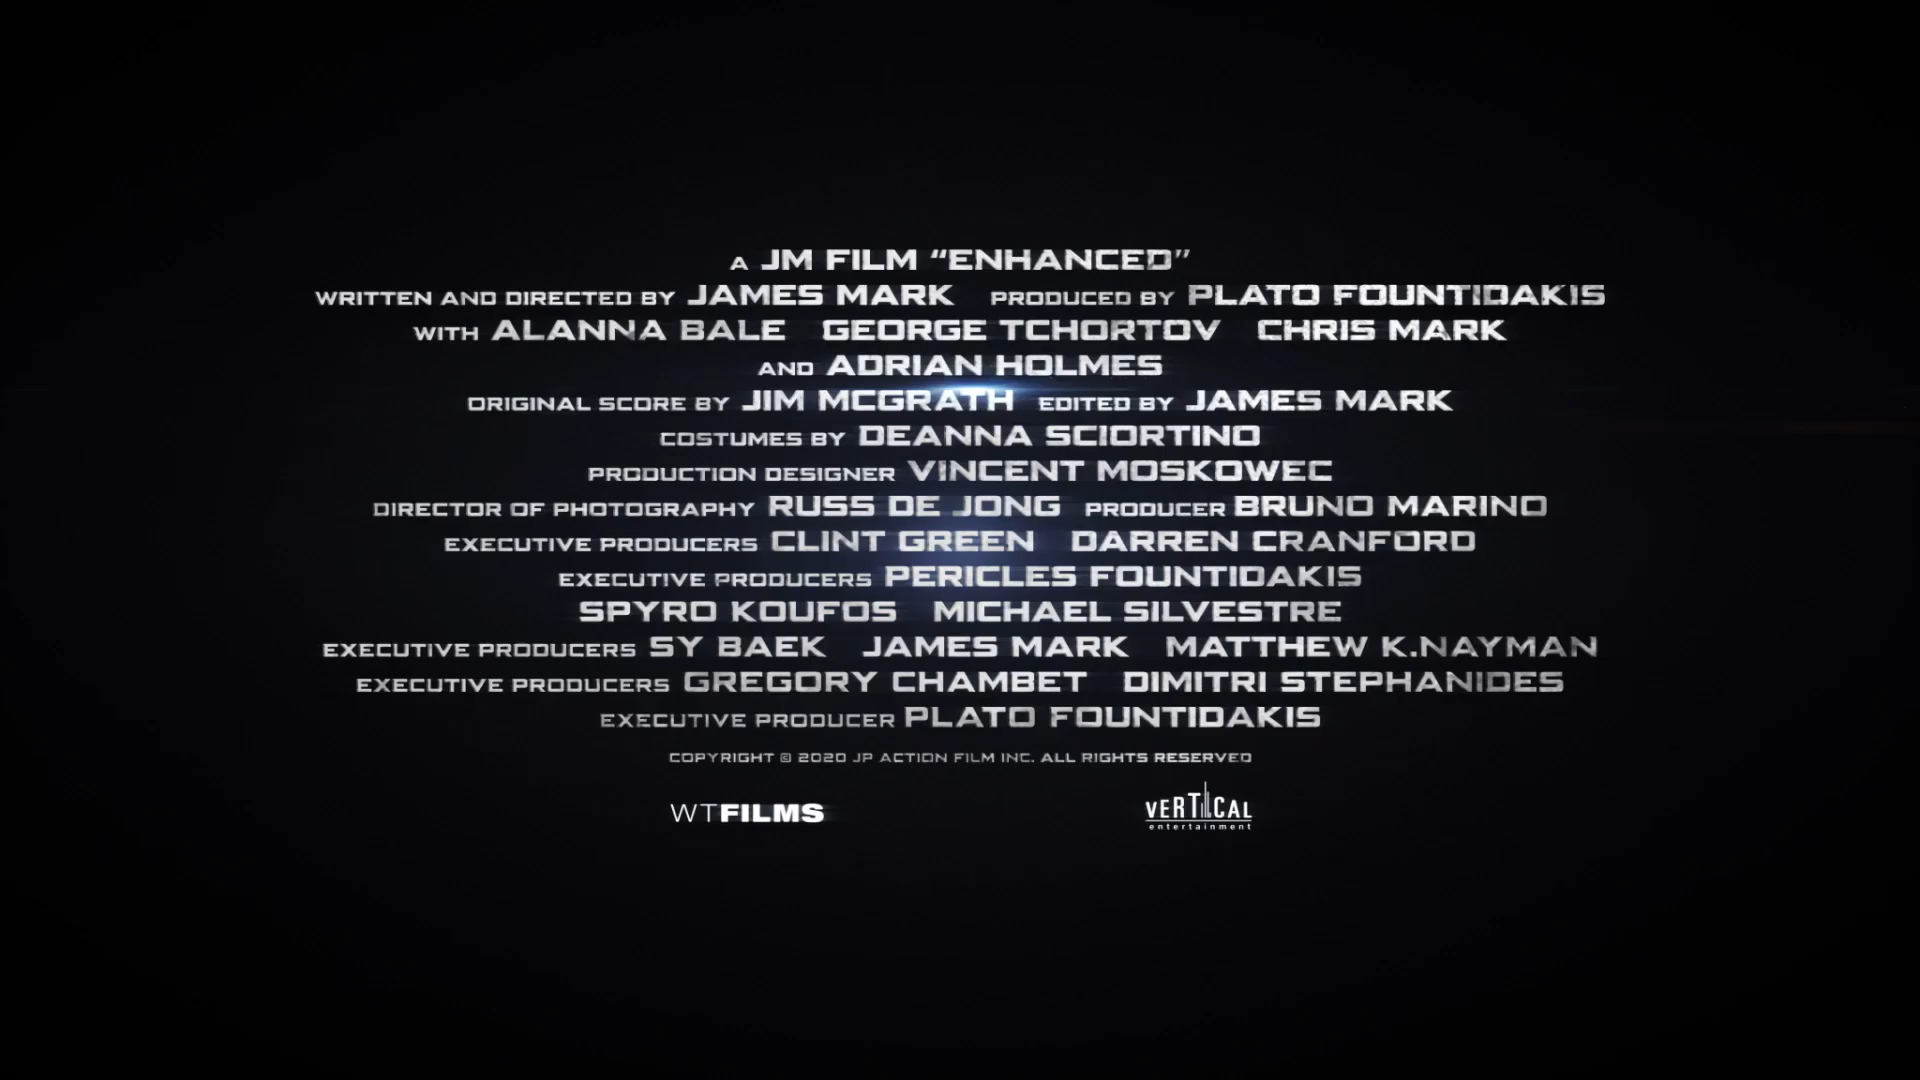 A JM FILM “ENHANCED”
WRITTEN AND DIRECTED BY JAMES MARK PRODUCED BY PLATO FOUNTIDAKIS
WITH ALANNA BALE GEORGE TCHORTOV CHRIS MARK
AND ADRIAN HOLMES
ORIGINAL SCORE BY JIM MCGRATH EDITED BY JAMES MARK
COSTUMES BY DEANNA SCIORTINO
PRODUCTION DESIGNER VINCENT MOSKOWEC
DIRECTOR OF PHOTOGRAPHY RUSS DE JONG PRODUCER BRUNO MARINO
EXECUTIVE PRODUCERS CLINT GREEN DARREN CRANFORD
EXECUTIVE PRODUCERS PERICLES FOUNTIDAKIS
SPYRO KOUFOS MICHAEL SILVESTRE
EXECUTIVE PRODUCERS SY BAEK JAMES MARK MATTHEW K.NAYMAN
EXECUTIVE PRODUCERS GREGORY CHAMBET DIMITRI STEPHANIDES
EXECUTIVE PRODUCER PLATO FOUNTIDAKIS
COPYRIGHT © 2020 JP ACTION FILM INC. ALL RIGHTS RESERVED
WTFILMS
VERTICAL
entertainment